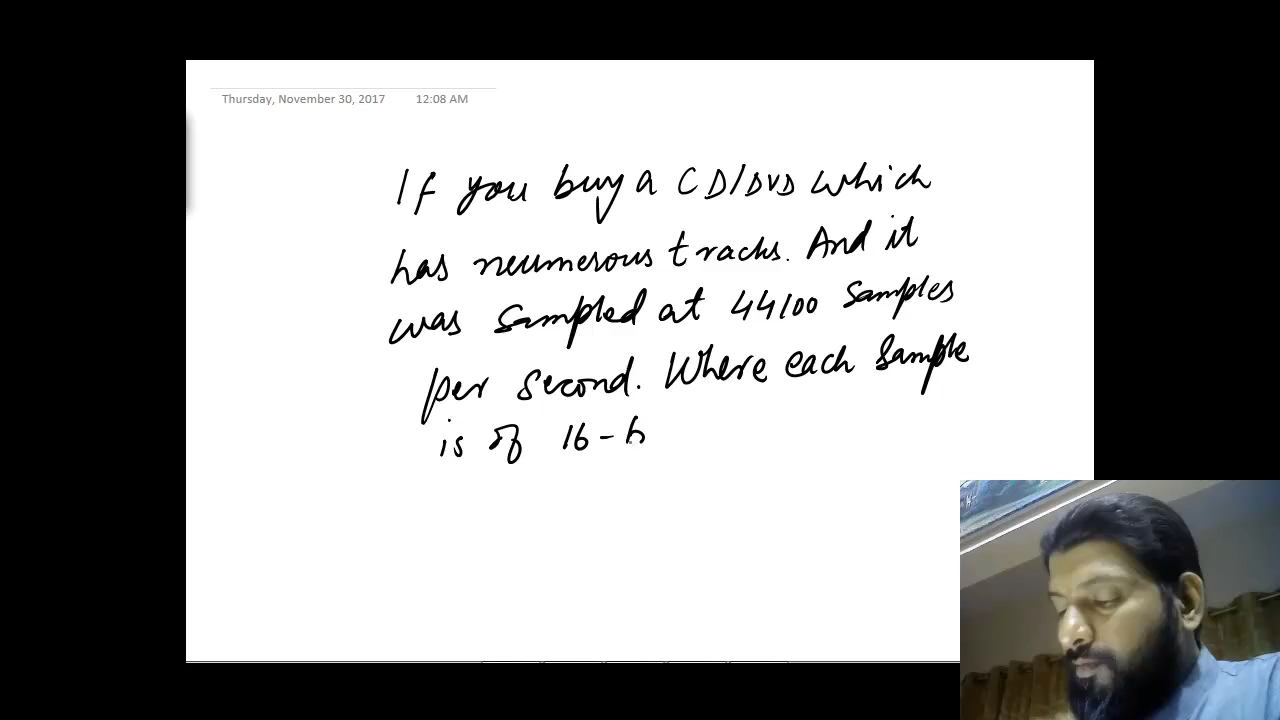 Thursday, November 30, 2017 12:08 AM
If you buy a CD/DVD which
has neumerous tracks. And it
was sampled at 44100 samples
per second. Where each sample
is of 16-b